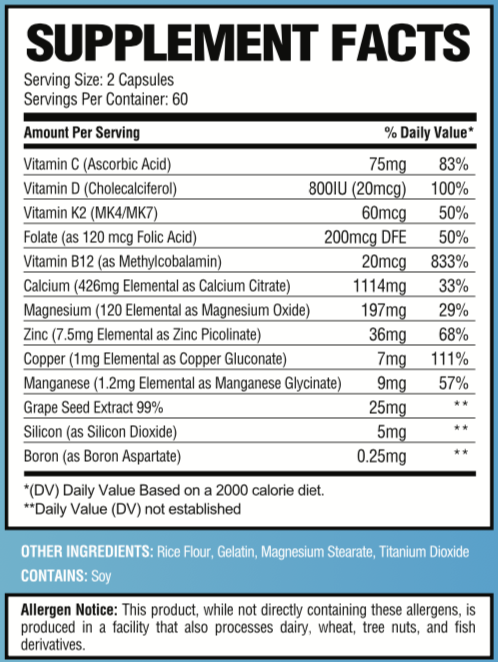 SUPPLEMENT FACTS
Serving Size: 2 Capsules
Servings Per Container: 60
Amount Per Serving % Daily Value*
Vitamin C (Ascorbic Acid) 75mg 83%
Vitamin D (Cholecalciferol) 800IU (20mcg) 100%
Vitamin K2 (MK4/MK7) 60mcg 50%
Folate (as 120 mcg Folic Acid) 200mcg DFE 50%
Vitamin B12 (as Methylcobalamin) 20mcg 833%
Calcium (426mg Elemental as Calcium Citrate) 1114mg 33%
Magnesium (120 Elemental as Magnesium Oxide) 197mg 29%
Zinc (7.5mg Elemental as Zinc Picolinate) 36mg 68%
Copper (1mg Elemental as Copper Gluconate) 7mg 111%
Manganese (1.2mg Elemental as Manganese Glycinate) 9mg 57%
Grape Seed Extract 99% 25mg **
Silicon (as Silicon Dioxide) 5mg **
Boron (as Boron Aspartate) 0.25mg **
*(DV) Daily Value Based on a 2000 calorie diet.
**Daily Value (DV) not established
OTHER INGREDIENTS: Rice Flour, Gelatin, Magnesium Stearate, Titanium Dioxide
CONTAINS: Soy
Allergen Notice: This product, while not directly containing these allergens, is
produced in a facility that also processes dairy, wheat, tree nuts, and fish
derivatives.